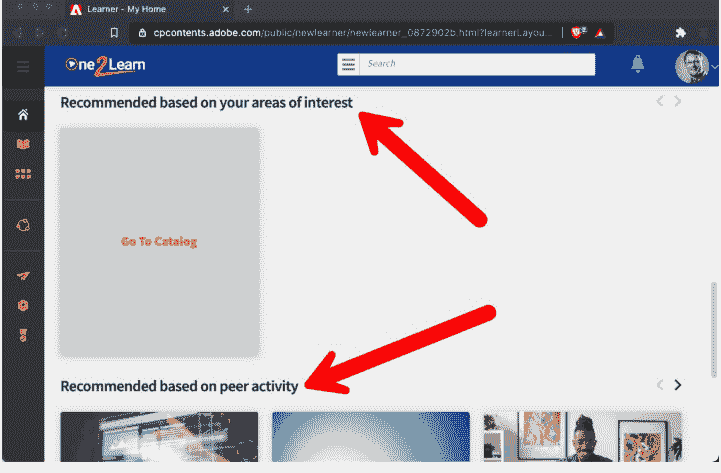 Learner - My Home
cpcontents.adobe.com/public/newlearner/newlearner_0872902b.html?learnerLayou...
One2Learn
Search
Recommended based on your areas of interest
Go To Catalog
Recommended based on peer activity